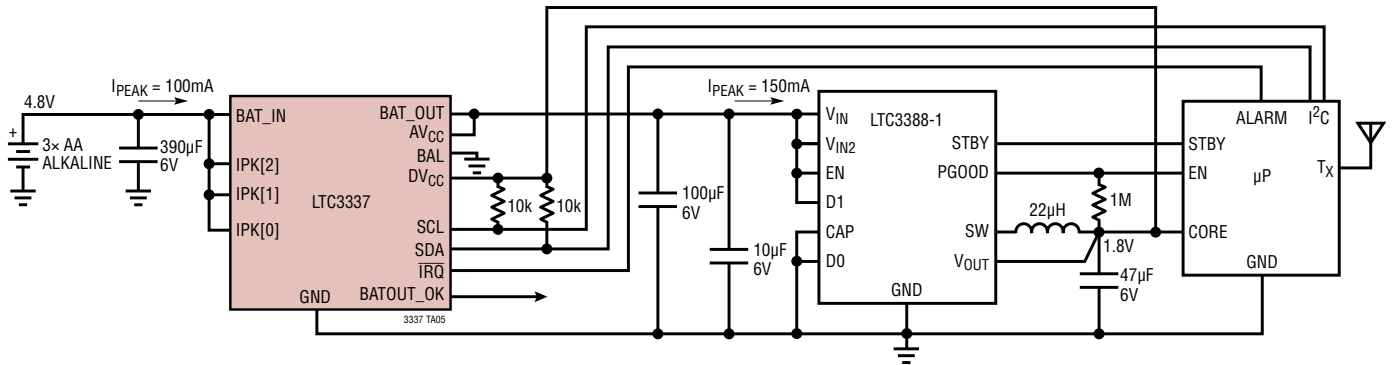 4.8V
I_PEAK = 100mA
+
3× AA
ALKALINE
390µF
6V
BAT_IN
IPK[2]
IPK[1]
IPK[0]
LTC3337
BAT_OUT
AV_CC
BAL
DV_CC
SCL
SDA
I̅R̅Q̅
BATOUT_OK
GND
3337 TA05
10k
10k
100µF
6V
10µF
6V
I_PEAK = 150mA
V_IN
V_IN2
EN
D1
CAP
D0
LTC3388-1
STBY
PGOOD
SW
V_OUT
GND
22µH
1M
1.8V
47µF
6V
ALARM
I²C
STBY
EN
µP
T_X
CORE
GND